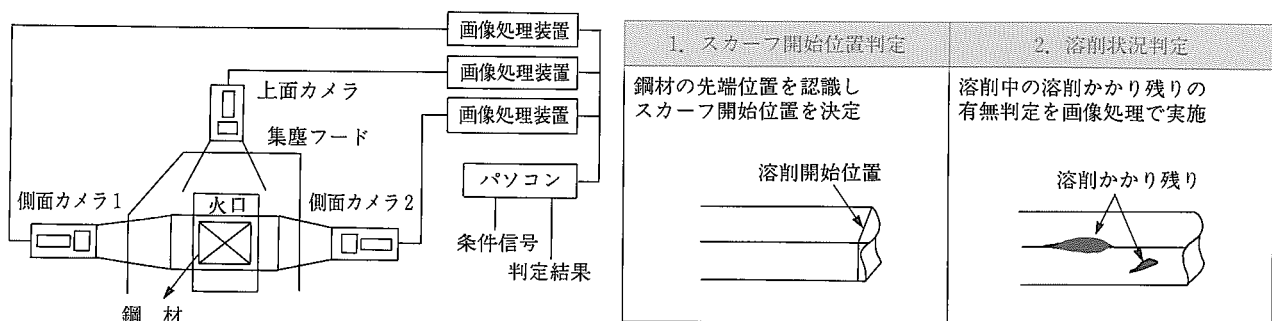 画像処理装置
画像処理装置
画像処理装置
上面カメラ
集塵フード
側面カメラ1
火口
側面カメラ2
パソコン
条件信号
判定結果
鋼 材
1. スカーフ開始位置判定
鋼材の先端位置を認識し
スカーフ開始位置を決定
溶削開始位置
2. 溶削状況判定
溶削中の溶削かかり残りの
有無判定を画像処理で実施
溶削かかり残り